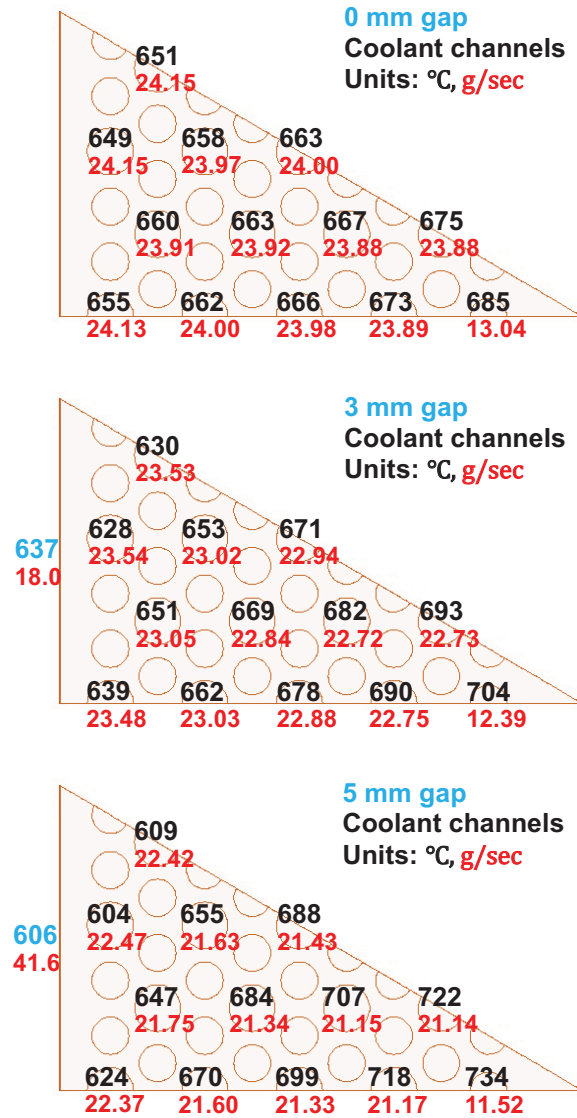 0 mm gap
Coolant channels
Units: ℃, g/sec
651
24.15
649 658 663
24.15 23.97 24.00
660 663 667 675
23.91 23.92 23.88 23.88
655 662 666 673 685
24.13 24.00 23.98 23.89 13.04
3 mm gap
Coolant channels
Units: ℃, g/sec
630
23.53
628 653 671
23.54 23.02 22.94
637
18.0
651 669 682 693
23.05 22.84 22.72 22.73
639 662 678 690 704
23.48 23.03 22.88 22.75 12.39
5 mm gap
Coolant channels
Units: ℃, g/sec
609
22.42
604 655 688
22.47 21.63 21.43
606
41.6
647 684 707 722
21.75 21.34 21.15 21.14
624 670 699 718 734
22.37 21.60 21.33 21.17 11.52